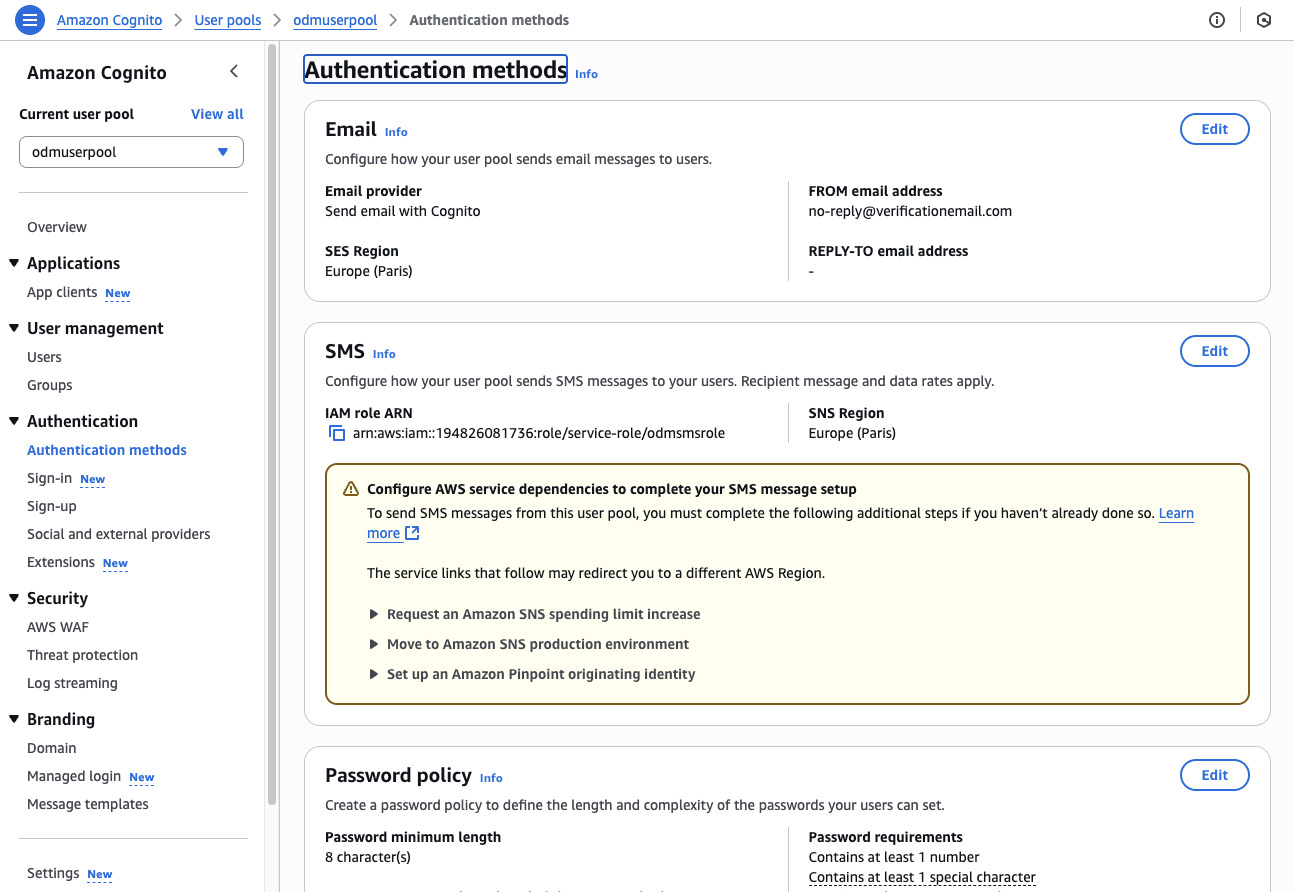 Amazon Cognito
User pools
odmuserpool
Authentication methods
Amazon Cognito
Current user pool
View all
odmuserpool
Overview
Applications
App clients New
User management
Users
Groups
Authentication
Authentication methods
Sign-in New
Sign-up
Social and external providers
Extensions New
Security
AWS WAF
Threat protection
Log streaming
Branding
Domain
Managed login New
Message templates
Settings New
Authentication methods Info
Email Info
Edit
Configure how your user pool sends email messages to users.
Email provider
Send email with Cognito
SES Region
Europe (Paris)
FROM email address
no-reply@verificationemail.com
REPLY-TO email address
-
SMS Info
Edit
Configure how your user pool sends SMS messages to your users. Recipient message and data rates apply.
IAM role ARN
arn:aws:iam::194826081736:role/service-role/odmsmsrole
SNS Region
Europe (Paris)
Configure AWS service dependencies to complete your SMS message setup
To send SMS messages from this user pool, you must complete the following additional steps if you haven’t already done so. Learn
more
The service links that follow may redirect you to a different AWS Region.
Request an Amazon SNS spending limit increase
Move to Amazon SNS production environment
Set up an Amazon Pinpoint originating identity
Password policy Info
Edit
Create a password policy to define the length and complexity of the passwords your users can set.
Password minimum length
8 character(s)
Password requirements
Contains at least 1 number
Contains at least 1 special character